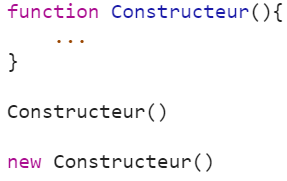 function Constructeur(){
    ...
}
Constructeur()
new Constructeur()